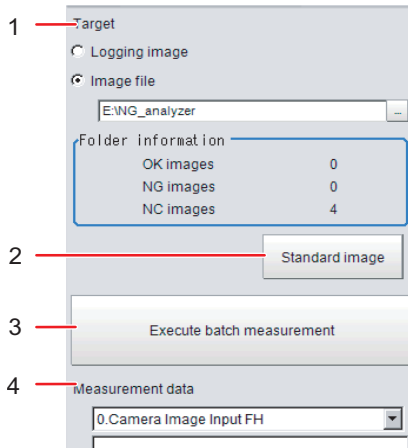 1 Target
Logging image
Image file
E:\NG_analyzer ...
Folder information
OK images 0
NG images 0
NC images 4
2 Standard image
3 Execute batch measurement
4 Measurement data
0.Camera Image Input FH